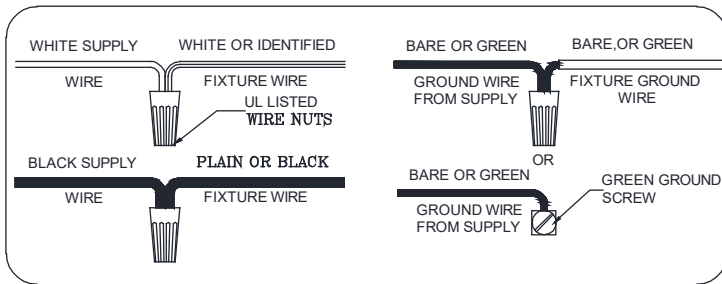 WHITE SUPPLY
WIRE
WHITE OR IDENTIFIED
FIXTURE WIRE
UL LISTED
WIRE NUTS
BLACK SUPPLY
WIRE
PLAIN OR BLACK
FIXTURE WIRE
BARE OR GREEN
GROUND WIRE
FROM SUPPLY
BARE,OR GREEN
FIXTURE GROUND
WIRE
OR
BARE OR GREEN
GROUND WIRE
FROM SUPPLY
GREEN GROUND
SCREW